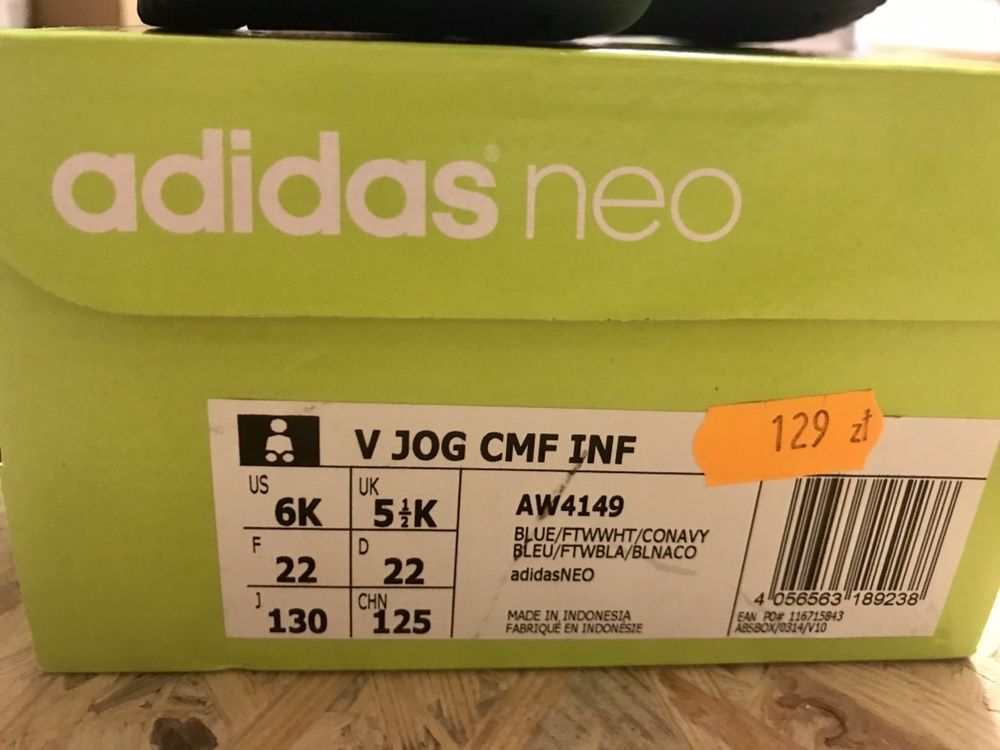 adidas® neo
V JOG CMF INF
129 zł
US 6K
UK 5½K
F 22
D 22
J 130
CHN 125
AW4149
BLUE/FTWWHT/CONAVY
BLEU/FTWBLA/BLNACO
adidasNEO
MADE IN INDONESIA
FABRIQUÉ EN INDONÉSIE
4 056563 189238
EAN PO# 116715843
ABSBOX/0314/V10